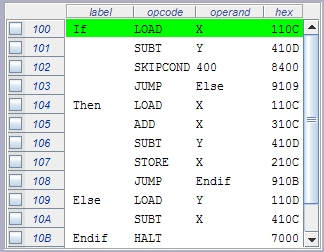 label opcode operand hex
100 If LOAD X 110C
101 SUBT Y 410D
102 SKIPCOND 400 8400
103 JUMP Else 9109
104 Then LOAD X 110C
105 ADD X 310C
106 SUBT Y 410D
107 STORE X 210C
108 JUMP Endif 910B
109 Else LOAD Y 110D
10A SUBT X 410C
10B Endif HALT 7000